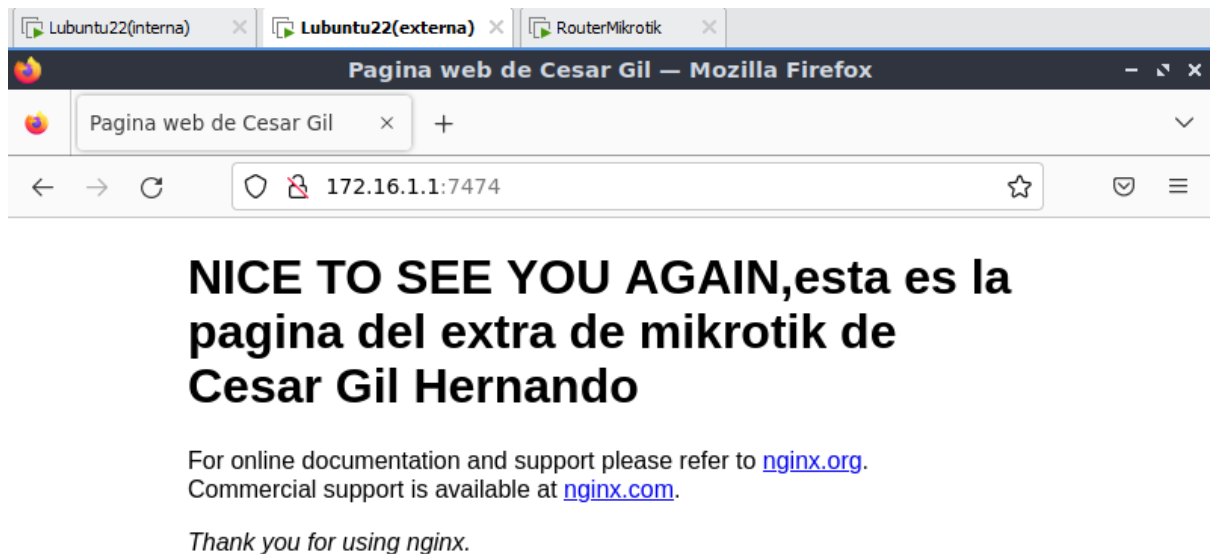 Lubuntu22(interna) Lubuntu22(externa) RouterMikrotik
Pagina web de Cesar Gil — Mozilla Firefox
Pagina web de Cesar Gil
172.16.1.1:7474
NICE TO SEE YOU AGAIN,esta es la
pagina del extra de mikrotik de
Cesar Gil Hernando
For online documentation and support please refer to nginx.org.
Commercial support is available at nginx.com.
Thank you for using nginx.